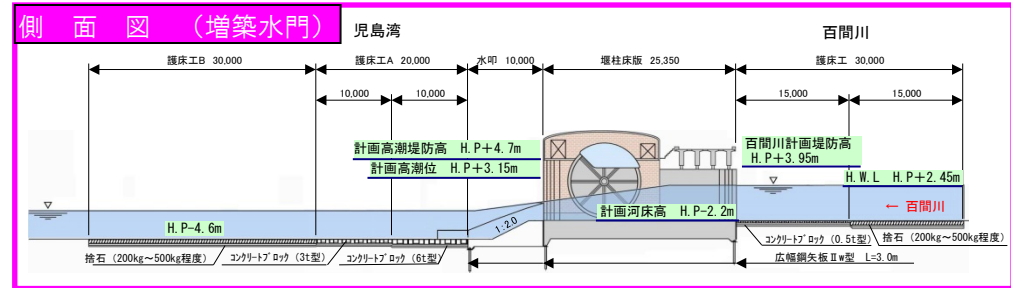 側 面 図 （増築水門）
児島湾
百間川
護床工B 30,000
護床工A 20,000
水叩 10,000
堰柱床版 25,350
護床工 30,000
10,000
10,000
15,000
15,000
計画高潮堤防高 H.P＋4.7m
計画高潮位 H.P＋3.15m
百間川計画堤防高
H.P＋3.95m
H.W.L H.P＋2.45m
← 百間川
計画河床高 H.P-2.2m
H.P-4.6m
1:2.0
捨石（200kg～500kg程度）
コンクリートブロック（3t型）
コンクリートブロック（6t型）
コンクリートブロック（0.5t型）
捨石（200kg～500kg程度）
広幅鋼矢板Ⅱw型 L=3.0m